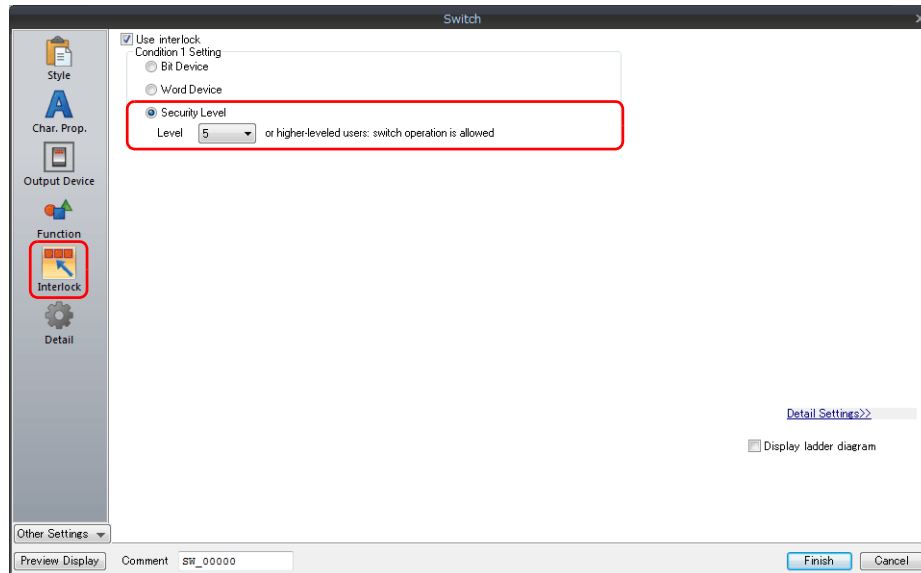 Switch
Style
Char. Prop.
Output Device
Function
Interlock
Detail
Use interlock
Condition 1 Setting
Bit Device
Word Device
Security Level
Level 5 or higher-leveled users: switch operation is allowed
Detail Settings>>
Display ladder diagram
Other Settings
Preview Display Comment SW_00000 Finish Cancel